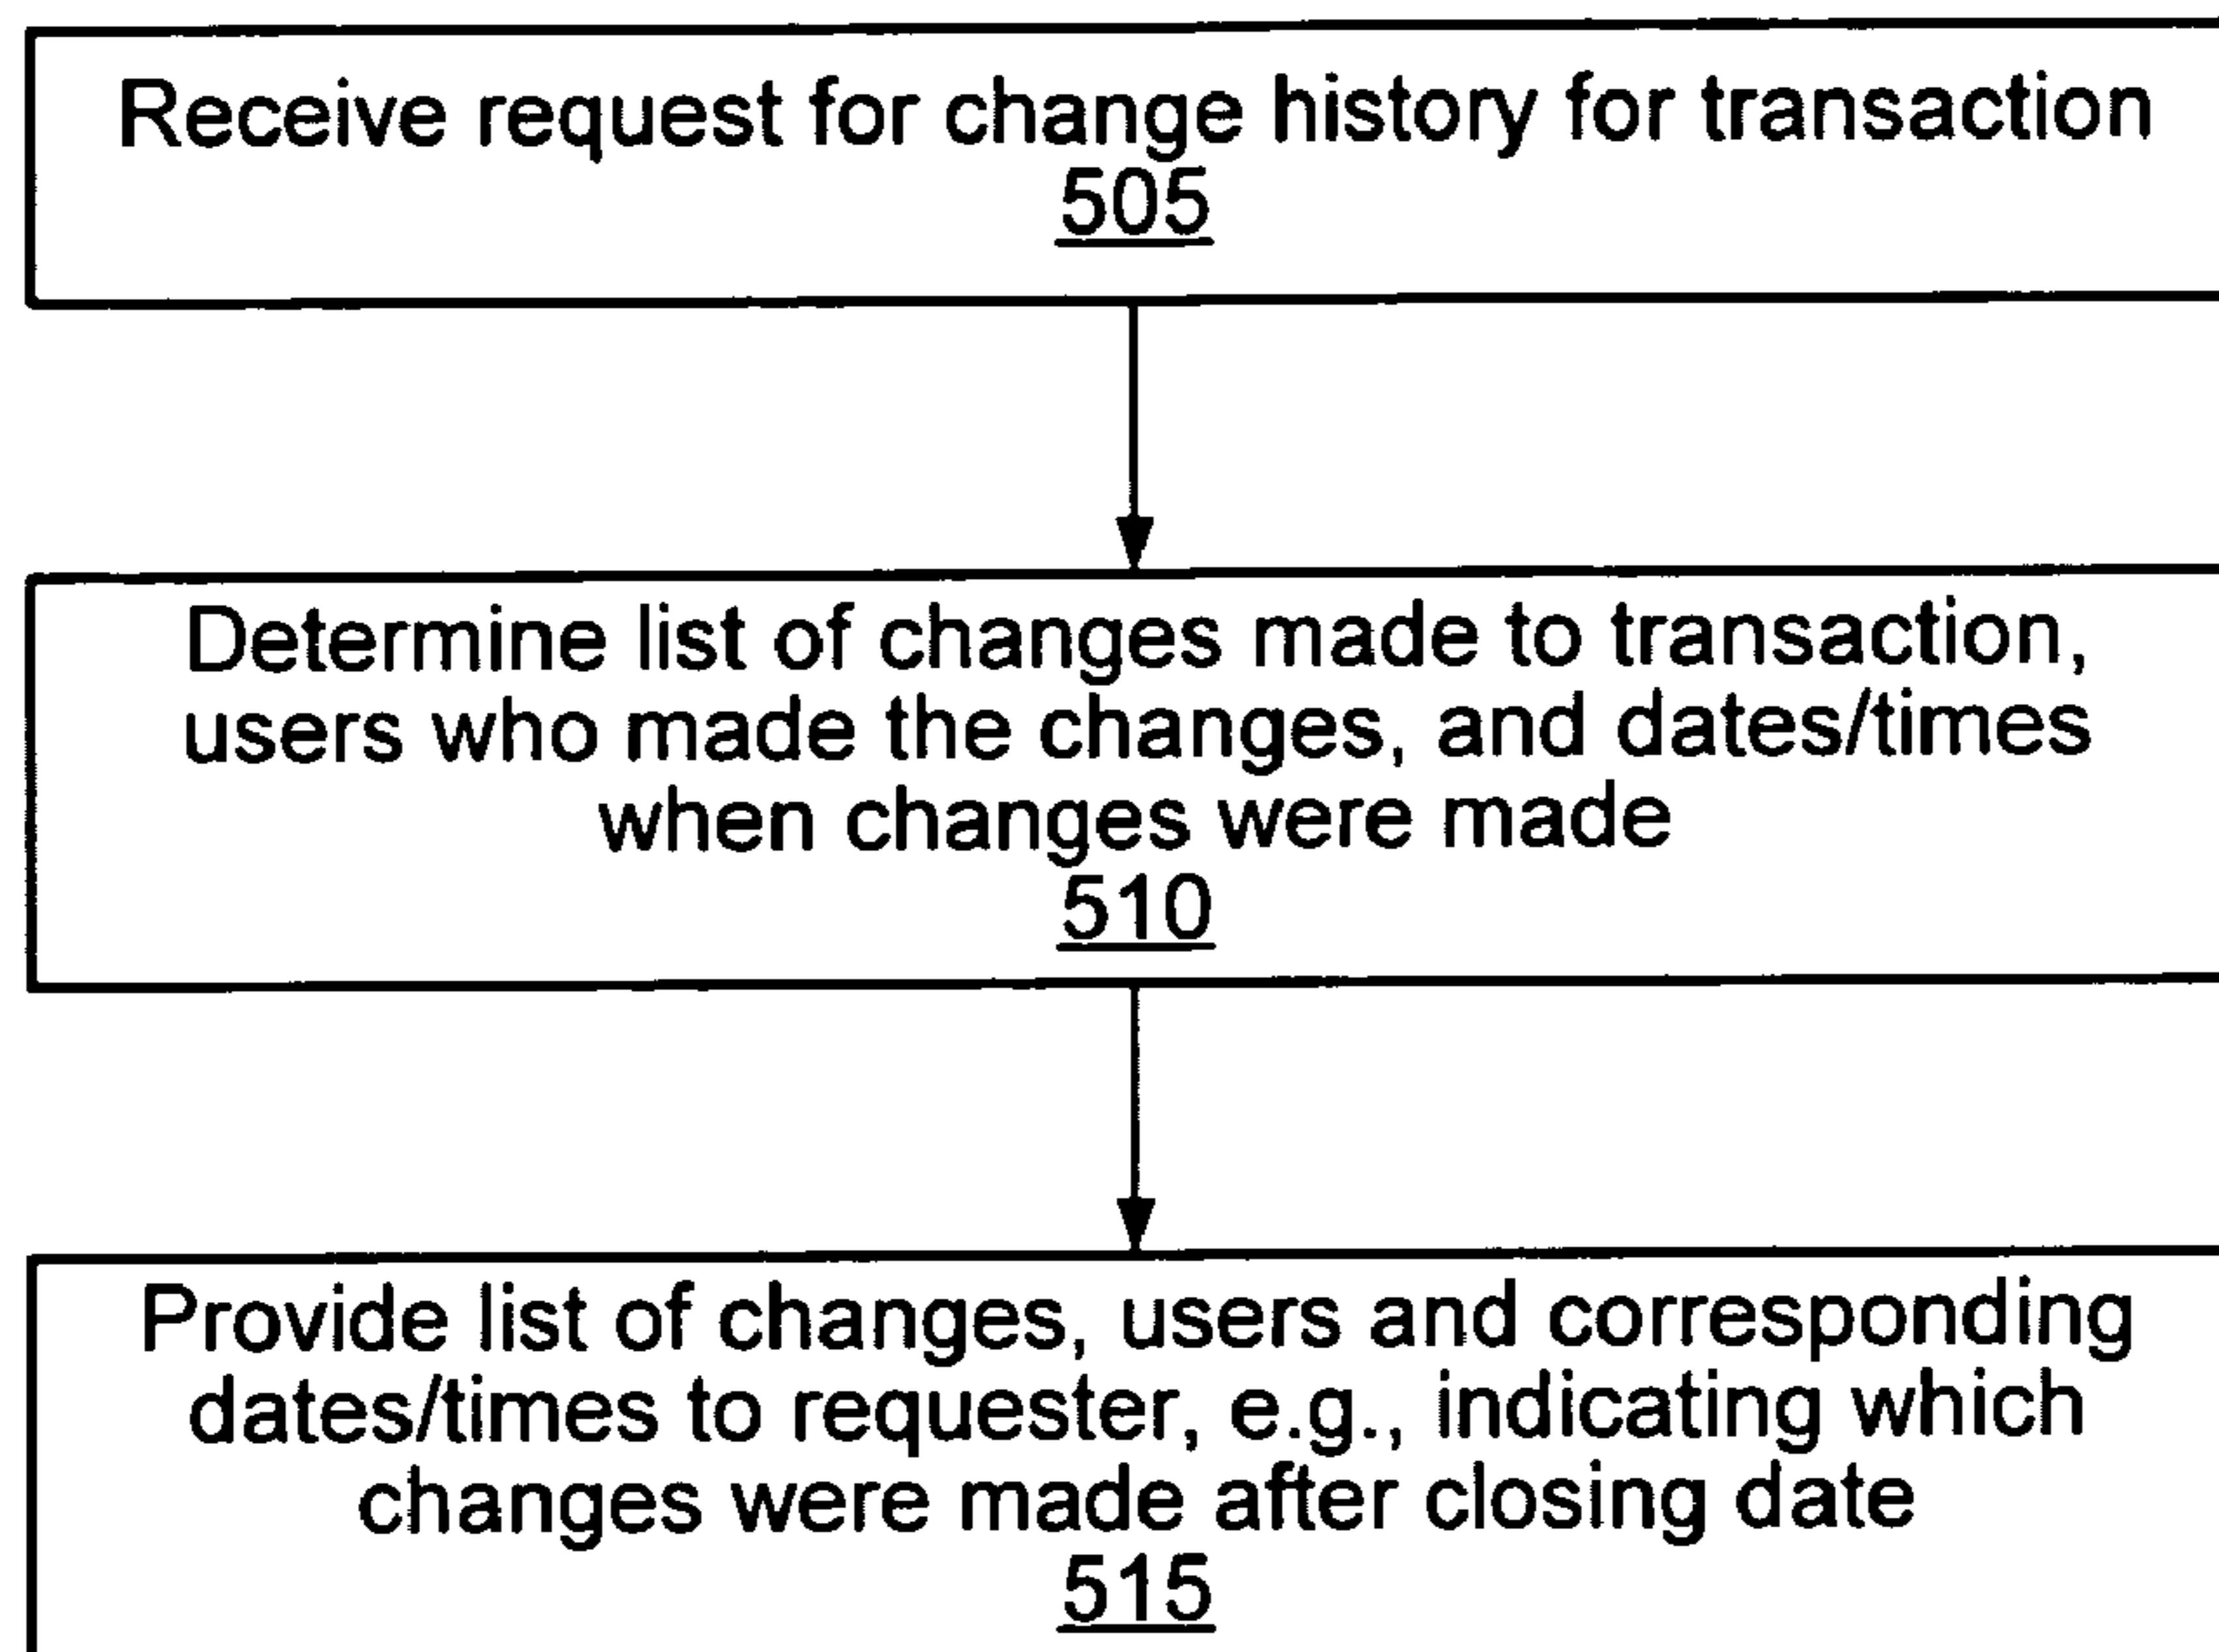 Receive request for change history for transaction
505
Determine list of changes made to transaction,
users who made the changes, and dates/times
when changes were made
510
Provide list of changes, users and corresponding
dates/times to requester, e.g., indicating which
changes were made after closing date
515